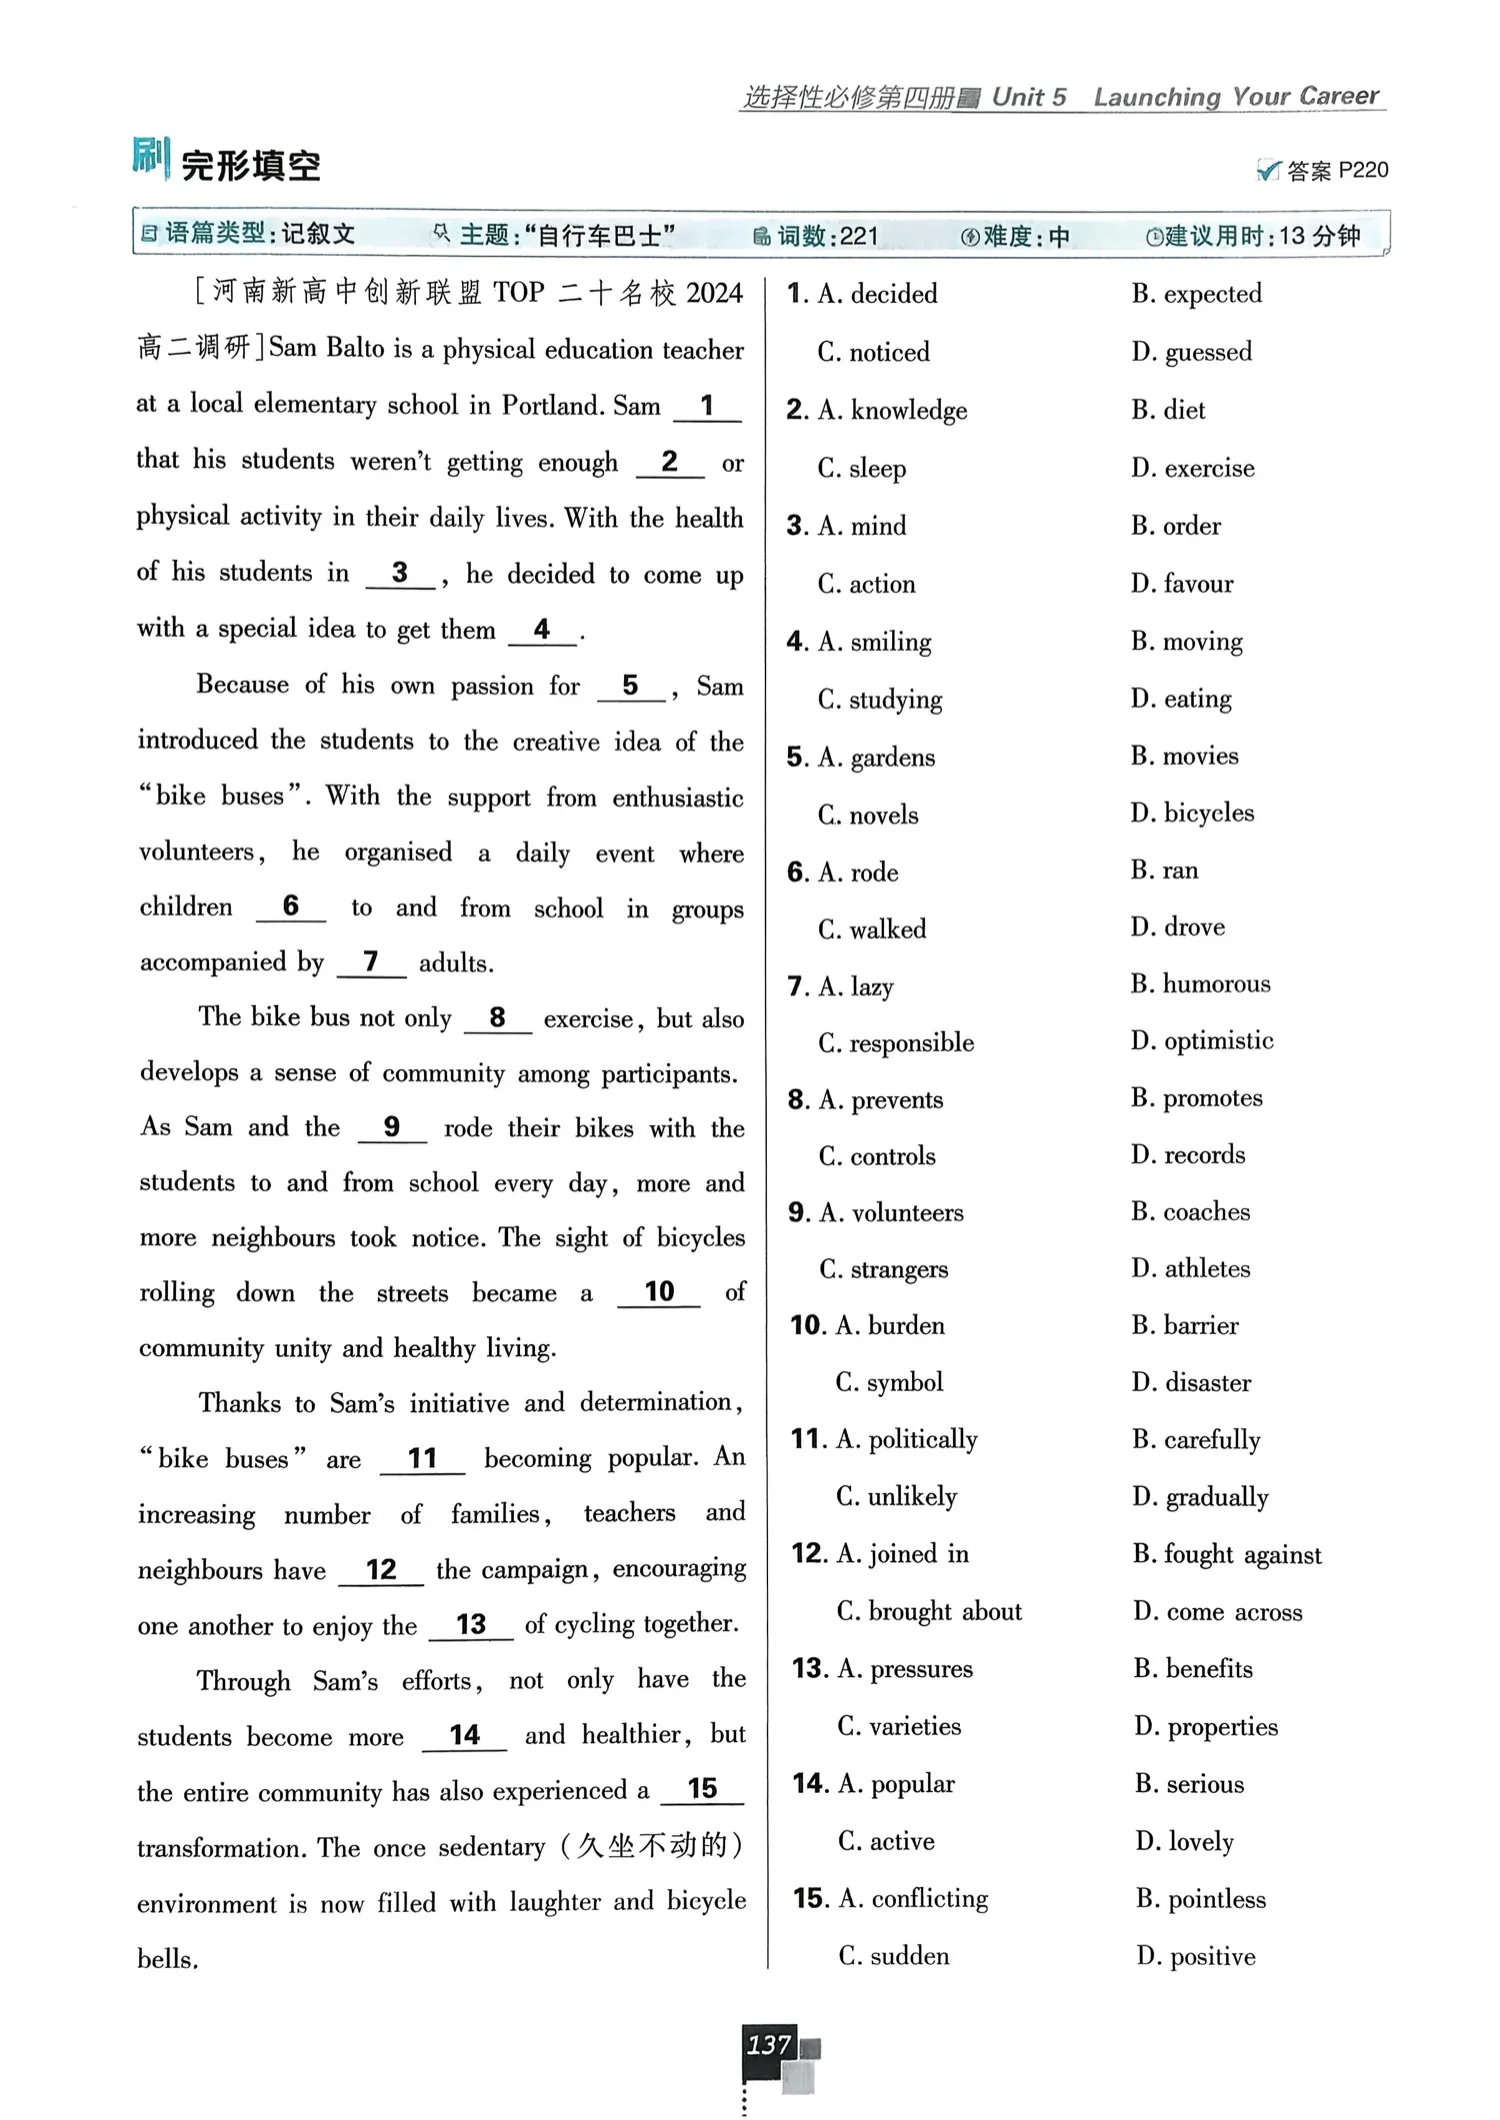 选择性必修第四册 Unit 5 Launching Your Career
刷 完形填空
答案 P220
语篇类型:记叙文 主题:“自行车巴士” 词数:221 难度:中 建议用时:13 分钟
[河南新高中创新联盟 TOP 二十名校 2024
高二调研]Sam Balto is a physical education teacher
at a local elementary school in Portland. Sam 1
that his students weren't getting enough 2 or
physical activity in their daily lives. With the health
of his students in 3 , he decided to come up
with a special idea to get them 4 .
Because of his own passion for 5 , Sam
introduced the students to the creative idea of the
“bike buses”. With the support from enthusiastic
volunteers, he organised a daily event where
children 6 to and from school in groups
accompanied by 7 adults.
The bike bus not only 8 exercise, but also
develops a sense of community among participants.
As Sam and the 9 rode their bikes with the
students to and from school every day, more and
more neighbours took notice. The sight of bicycles
rolling down the streets became a 10 of
community unity and healthy living.
Thanks to Sam's initiative and determination,
“bike buses” are 11 becoming popular. An
increasing number of families, teachers and
neighbours have 12 the campaign, encouraging
one another to enjoy the 13 of cycling together.
Through Sam's efforts, not only have the
students become more 14 and healthier, but
the entire community has also experienced a 15
transformation. The once sedentary (久坐不动的)
environment is now filled with laughter and bicycle
bells.
1. A. decided B. expected
C. noticed D. guessed
2. A. knowledge B. diet
C. sleep D. exercise
3. A. mind B. order
C. action D. favour
4. A. smiling B. moving
C. studying D. eating
5. A. gardens B. movies
C. novels D. bicycles
6. A. rode B. ran
C. walked D. drove
7. A. lazy B. humorous
C. responsible D. optimistic
8. A. prevents B. promotes
C. controls D. records
9. A. volunteers B. coaches
C. strangers D. athletes
10. A. burden B. barrier
C. symbol D. disaster
11. A. politically B. carefully
C. unlikely D. gradually
12. A. joined in B. fought against
C. brought about D. come across
13. A. pressures B. benefits
C. varieties D. properties
14. A. popular B. serious
C. active D. lovely
15. A. conflicting B. pointless
C. sudden D. positive
137